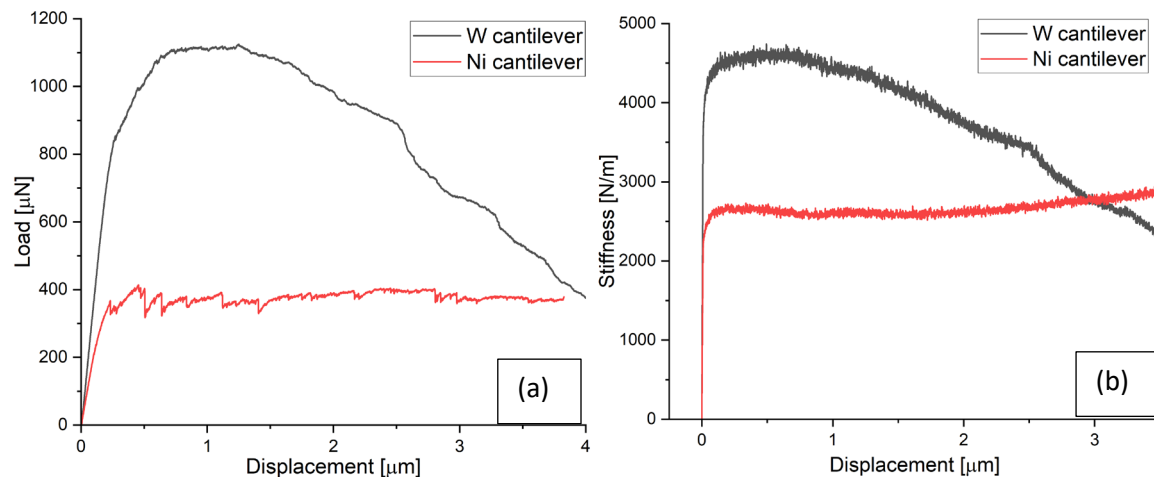 1200
1000
800
600
400
200
0
Load [μN]
W cantilever
Ni cantilever
(a)
0
1
2
3
4
Displacement [μm]
5000
4000
3000
2000
1000
0
Stiffness [N/m]
W cantilever
Ni cantilever
(b)
0
1
2
3
Displacement [μm]